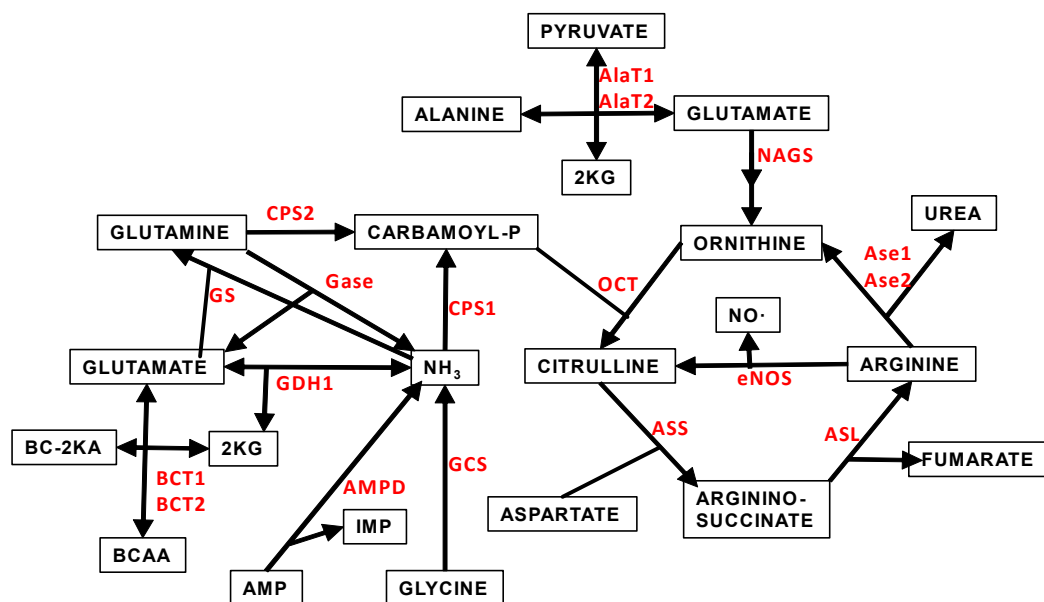 PYRUVATE
AlaT1
AlaT2
ALANINE
GLUTAMATE
NAGS
2KG
UREA
CPS2
GLUTAMINE
CARBAMOYL-P
ORNITHINE
Ase1
Ase2
Gase
GS
OCT
CPS1
NO·
GLUTAMATE
NH₃
CITRULLINE
ARGININE
eNOS
GDH1
BC-2KA
2KG
ASS
ASL
GCS
FUMARATE
BCT1
BCT2
AMPD
ARGININO-
SUCCINATE
ASPARTATE
IMP
BCAA
AMP
GLYCINE